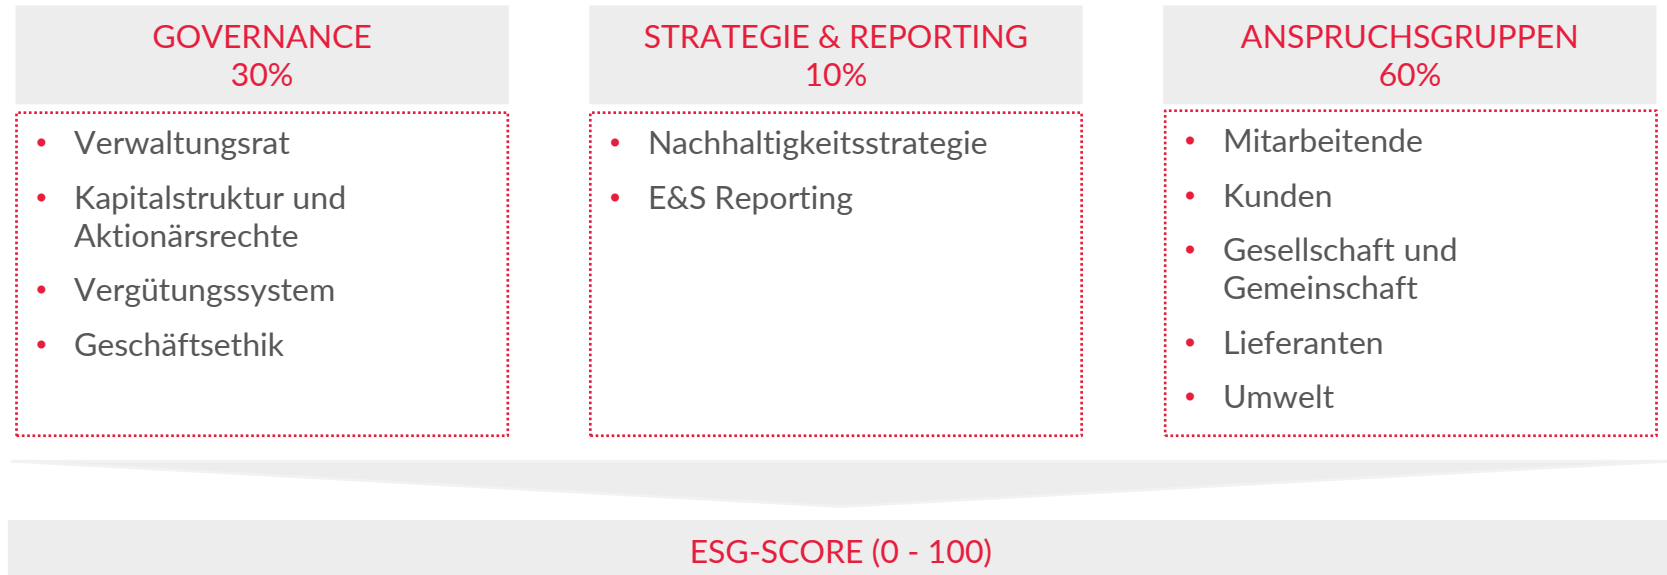 GOVERNANCE
30%
• Verwaltungsrat
• Kapitalstruktur und
Aktionärsrechte
• Vergütungssystem
• Geschäftsethik
STRATEGIE & REPORTING
10%
• Nachhaltigkeitsstrategie
• E&S Reporting
ANSPRUCHSGRUPPEN
60%
• Mitarbeitende
• Kunden
• Gesellschaft und
Gemeinschaft
• Lieferanten
• Umwelt
ESG-SCORE (0 - 100)